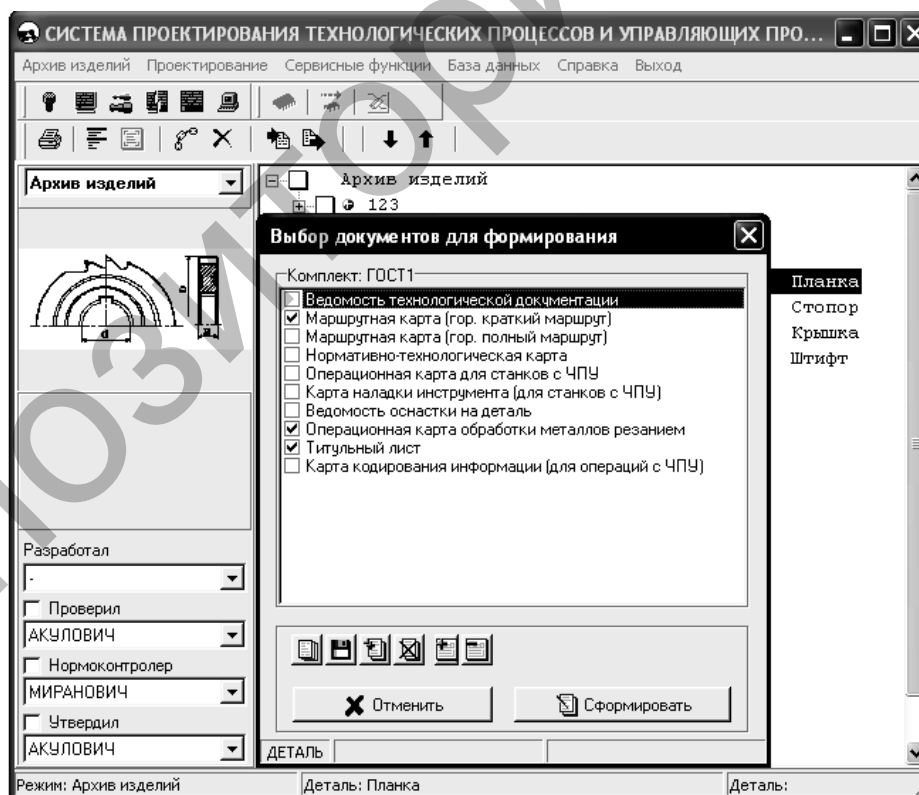 СИСТЕМА ПРОЕКТИРОВАНИЯ ТЕХНОЛОГИЧЕСКИХ ПРОЦЕССОВ И УПРАВЛЯЮЩИХ ПРО...
Архив изделий Проектирование Сервисные функции База данных Справка Выход
Архив изделий
Архив изделий
123
Выбор документов для формирования
Комплект: ГОСТ1
Ведомость технологической документации
Маршрутная карта (гор. краткий маршрут)
Маршрутная карта (гор. полный маршрут)
Нормативно-технологическая карта
Операционная карта для станков с ЧПУ
Карта наладки инструмента (для станков с ЧПУ)
Ведомость оснастки на деталь
Операционная карта обработки металлов резанием
Титульный лист
Карта кодирования информации (для операций с ЧПУ)
Планка
Стопор
Крышка
Штифт
d
D
a
Разработал
-
Проверил
АКУЛОВИЧ
Нормоконтролер
МИРАНОВИЧ
Утвердил
АКУЛОВИЧ
Отменить
Сформировать
ДЕТАЛЬ
Режим: Архив изделий
Деталь: Планка
Деталь: